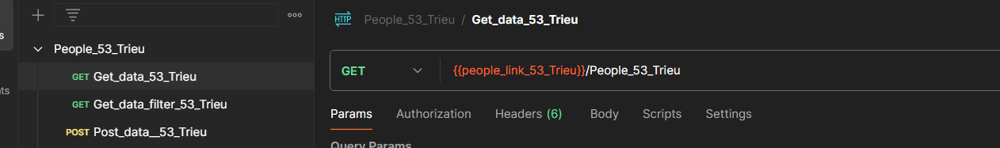 HTTP People_53_Trieu / Get_data_53_Trieu
s
People_53_Trieu
GET {{people_link_53_Trieu}}/People_53_Trieu
GET Get_data_53_Trieu
nts
GET Get_data_filter_53_Trieu
Params Authorization Headers (6) Body Scripts Settings
POST Post_data__53_Trieu
Query Params